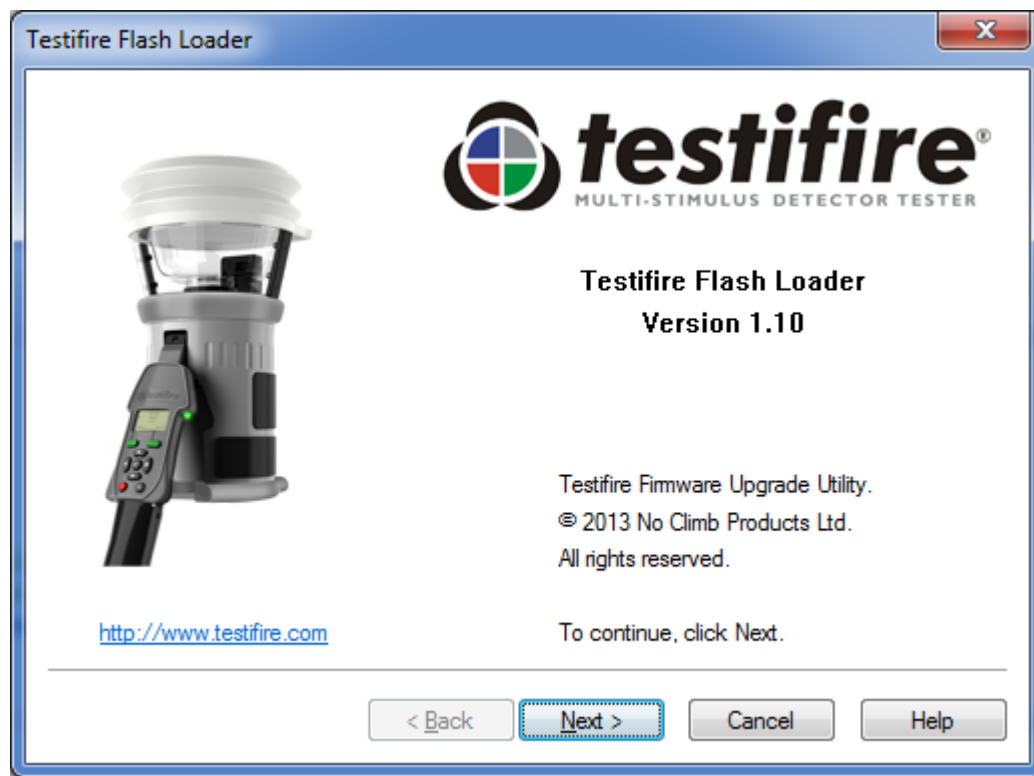 Testifire Flash Loader
testifire®
MULTI-STIMULUS DETECTOR TESTER
Testifire Flash Loader
Version 1.10
Testifire Firmware Upgrade Utility.
© 2013 No Climb Products Ltd.
All rights reserved.
http://www.testifire.com
To continue, click Next.
< Back
Next >
Cancel
Help